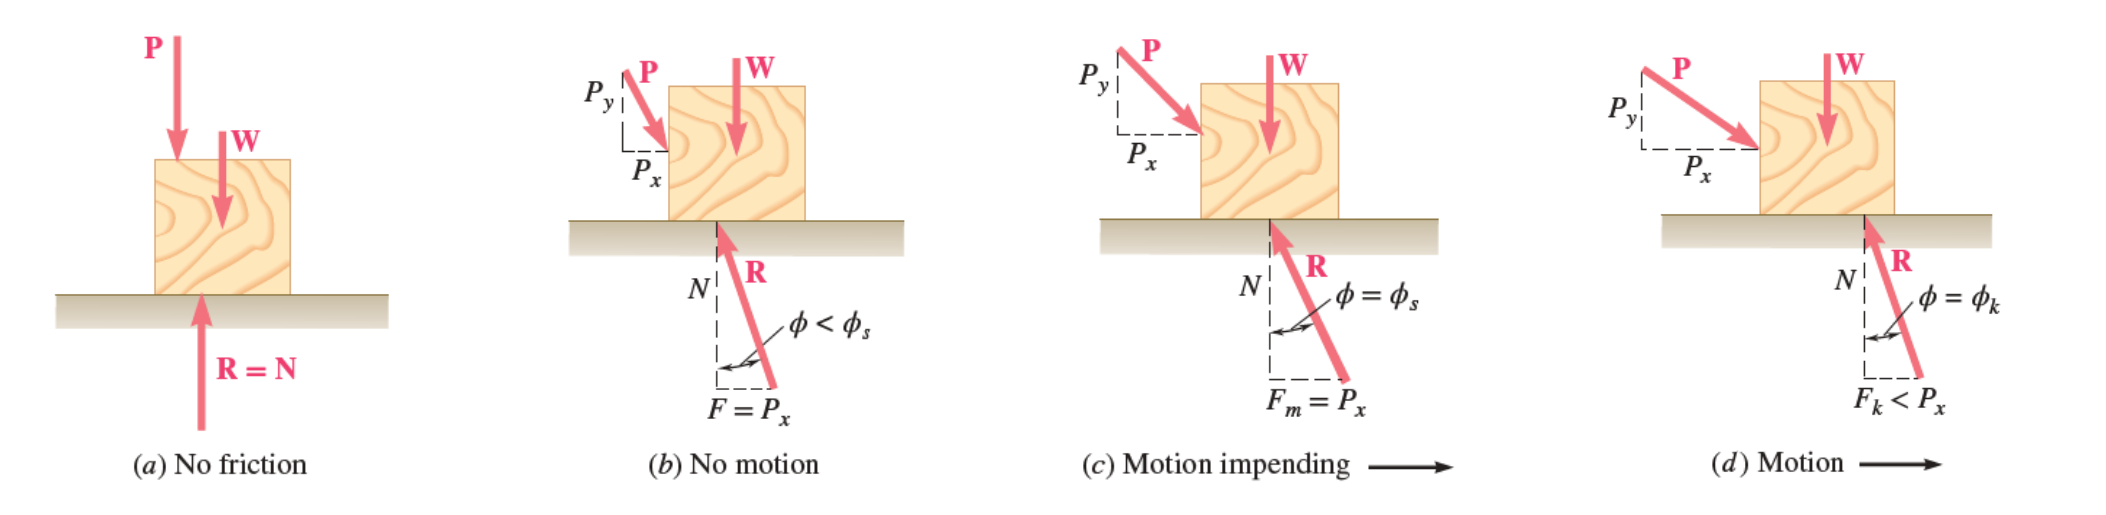 P
W
R = N
(a) No friction
P
W
P_y
P_x
N
R
ϕ < ϕ_s
F = P_x
(b) No motion
P
W
P_y
P_x
N
R
ϕ = ϕ_s
F_m = P_x
(c) Motion impending
P
W
P_y
P_x
N
R
ϕ = ϕ_k
F_k < P_x
(d) Motion